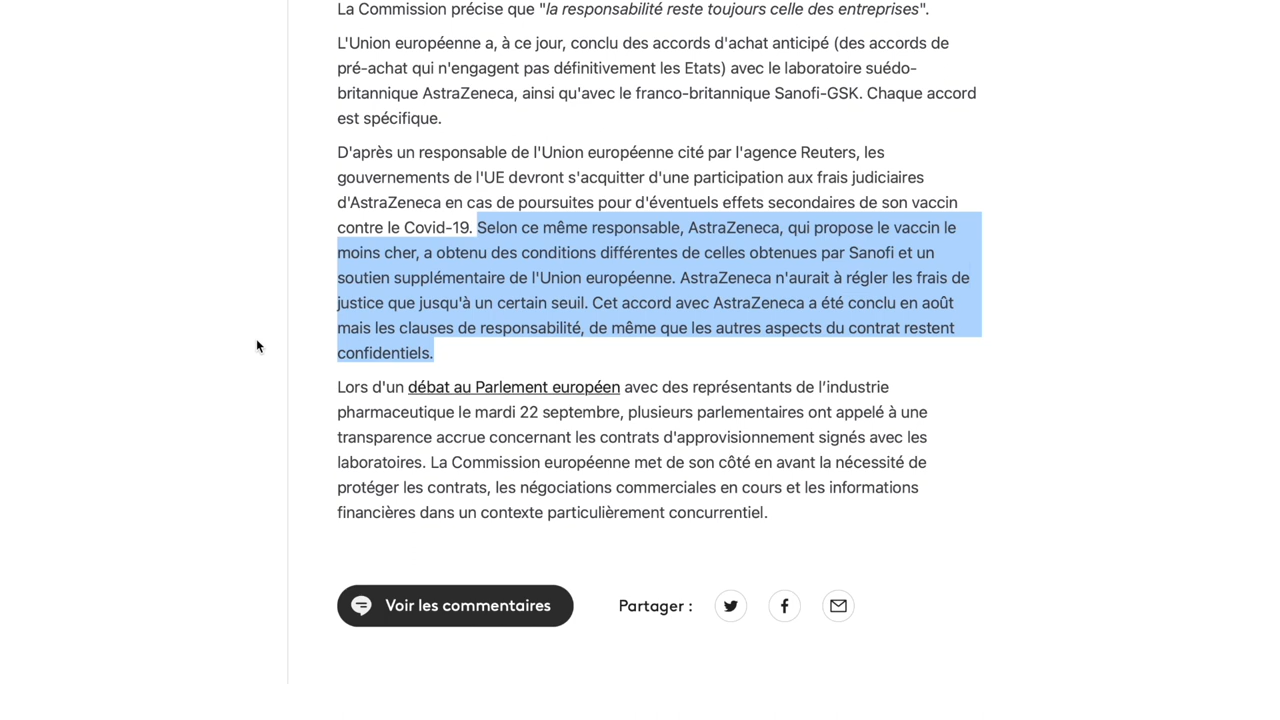 La Commission précise que "la responsabilité reste toujours celle des entreprises".
L'Union européenne a, à ce jour, conclu des accords d'achat anticipé (des accords de
pré-achat qui n'engagent pas définitivement les Etats) avec le laboratoire suédo-
britannique AstraZeneca, ainsi qu'avec le franco-britannique Sanofi-GSK. Chaque accord
est spécifique.
D'après un responsable de l'Union européenne cité par l'agence Reuters, les
gouvernements de l'UE devront s'acquitter d'une participation aux frais judiciaires
d'AstraZeneca en cas de poursuites pour d'éventuels effets secondaires de son vaccin
contre le Covid-19. Selon ce même responsable, AstraZeneca, qui propose le vaccin le
moins cher, a obtenu des conditions différentes de celles obtenues par Sanofi et un
soutien supplémentaire de l'Union européenne. AstraZeneca n'aurait à régler les frais de
justice que jusqu'à un certain seuil. Cet accord avec AstraZeneca a été conclu en août
mais les clauses de responsabilité, de même que les autres aspects du contrat restent
confidentiels.
Lors d'un débat au Parlement européen avec des représentants de l’industrie
pharmaceutique le mardi 22 septembre, plusieurs parlementaires ont appelé à une
transparence accrue concernant les contrats d'approvisionnement signés avec les
laboratoires. La Commission européenne met de son côté en avant la nécessité de
protéger les contrats, les négociations commerciales en cours et les informations
financières dans un contexte particulièrement concurrentiel.
Voir les commentaires
Partager :